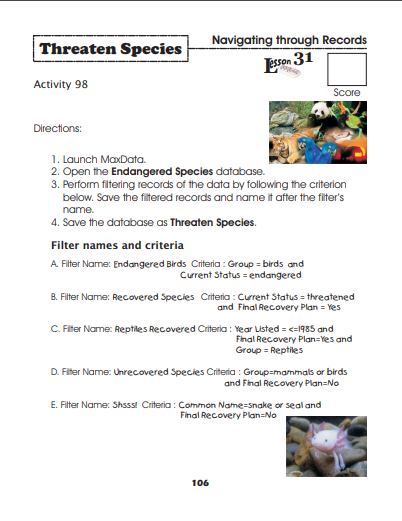 Navigating through Records
Threaten Species
Lesson 31
Activity 98
Score
Directions:
1. Launch MaxData.
2. Open the Endangered Species database.
3. Perform filtering records of the data by following the criterion
below. Save the filtered records and name it after the filter's
name.
4. Save the database as Threaten Species.
Filter names and criteria
A. Filter Name: Endangered Birds Criteria : Group = birds and
Current Status = endangered
B. Filter Name: Recovered Species Criteria : Current Status = threatened
and Final Recovery Plan = Yes
C. Filter Name: Reptiles Recovered Criteria : Year Listed = <=1985 and
Final Recovery Plan=Yes and
Group = Reptiles
D. Filter Name: Unrecovered Species Criteria : Group=mammals or birds
and Final Recovery Plan=No
E. Filter Name: Shsss! Criteria : Common Name=snake or seal and
Final Recovery Plan=No
106